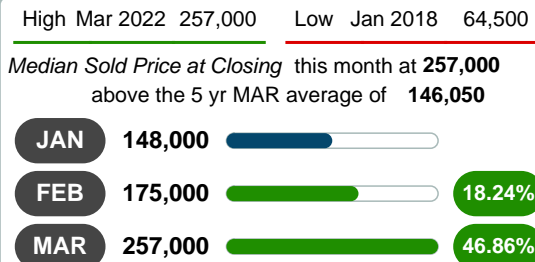 High Mar 2022 257,000 Low Jan 2018 64,500
Median Sold Price at Closing this month at 257,000
above the 5 yr MAR average of 146,050
JAN 148,000
FEB 175,000 18.24%
MAR 257,000 46.86%